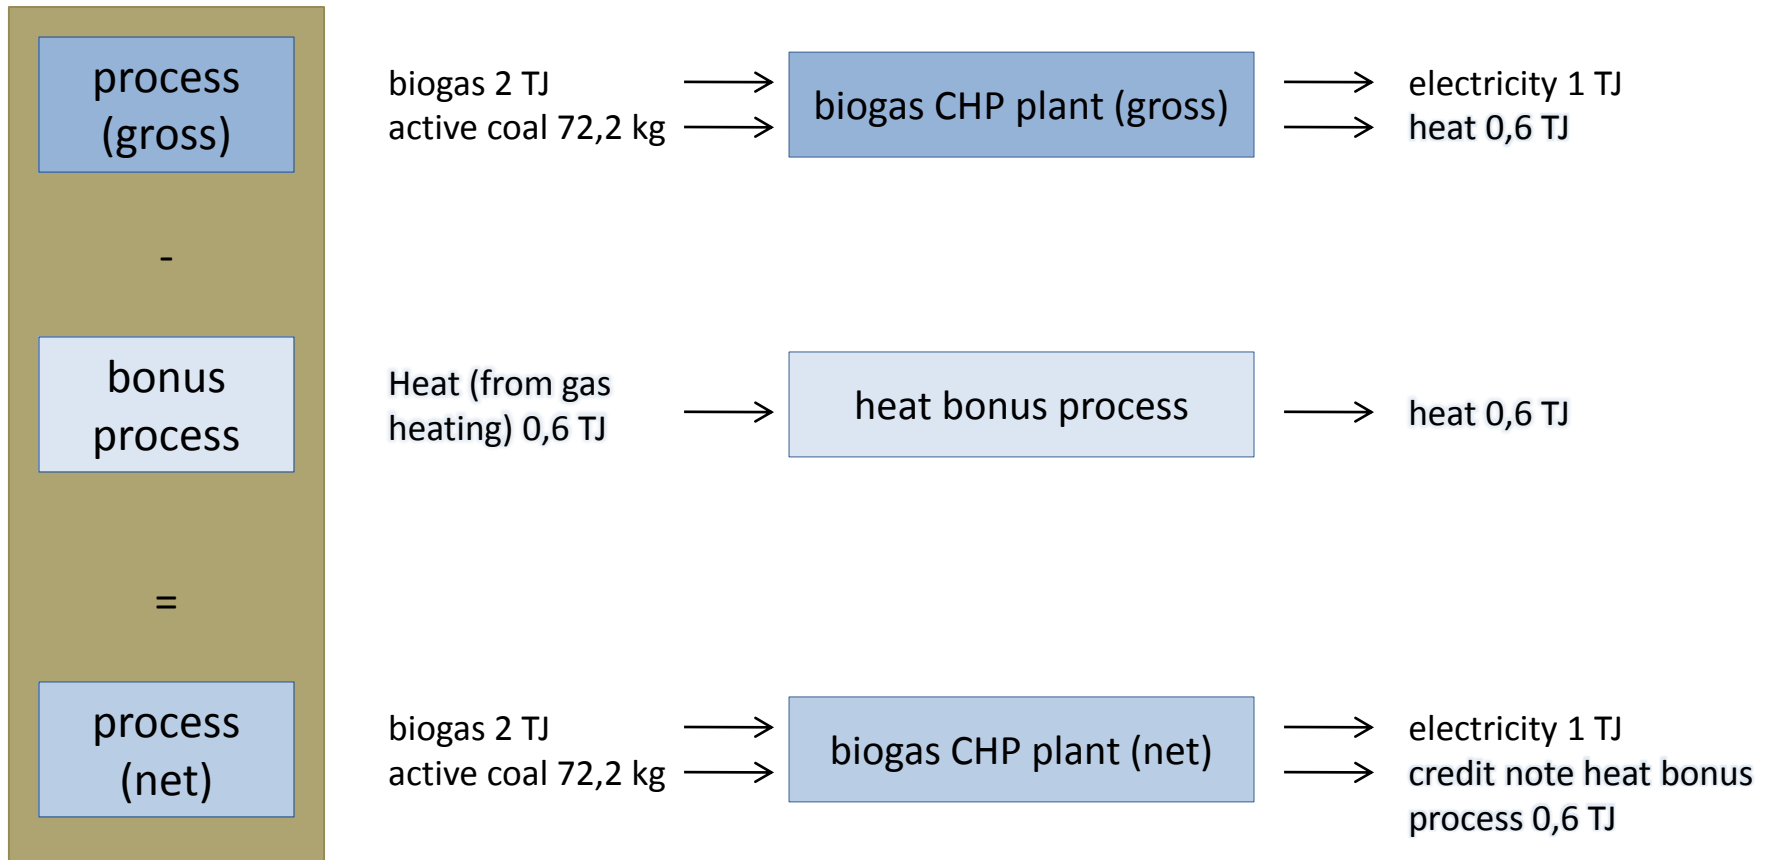 process
(gross)
biogas 2 TJ
active coal 72,2 kg
biogas CHP plant (gross)
electricity 1 TJ
heat 0,6 TJ
-
bonus
process
Heat (from gas
heating) 0,6 TJ
heat bonus process
heat 0,6 TJ
=
process
(net)
biogas 2 TJ
active coal 72,2 kg
biogas CHP plant (net)
electricity 1 TJ
credit note heat bonus
process 0,6 TJ